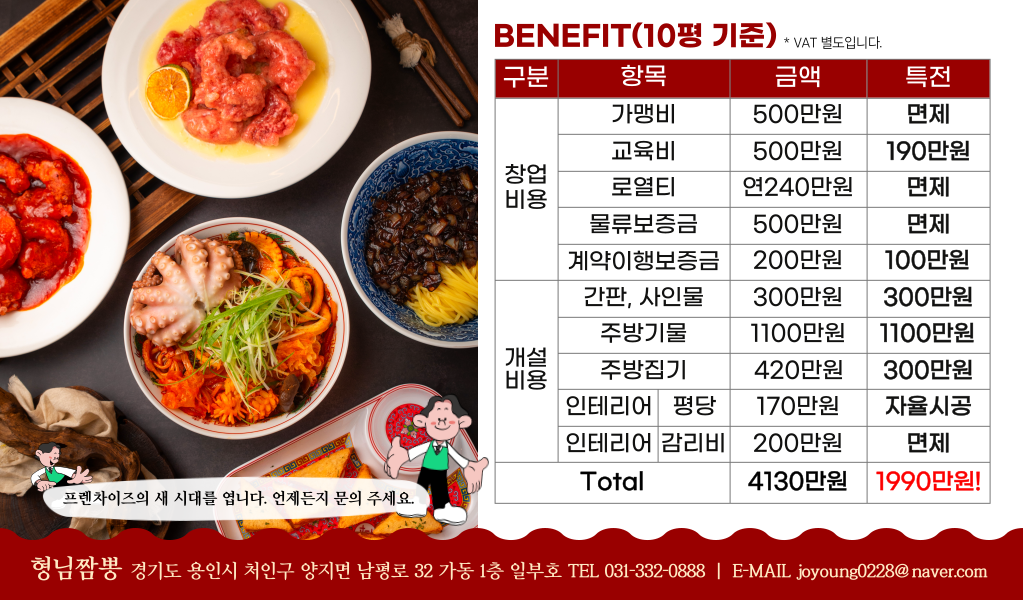 BENEFIT(10평 기준) * VAT 별도입니다.
구분 항목 금액 특전
창업 비용
가맹비 500만원 면제
교육비 500만원 190만원
로열티 연240만원 면제
물류보증금 500만원 면제
계약이행보증금 200만원 100만원
개설 비용
간판, 사인물 300만원 300만원
주방기물 1100만원 1100만원
주방집기 420만원 300만원
인테리어 평당 170만원 자율시공
인테리어 감리비 200만원 면제
Total 4130만원 1990만원!
프렌차이즈의 새 시대를 엽니다. 언제든지 문의 주세요.
형님짬뽕 경기도 용인시 처인구 양지면 남평로 32 가동 1층 일부호 TEL 031-332-0888 | E-MAIL joyoung0228@naver.com